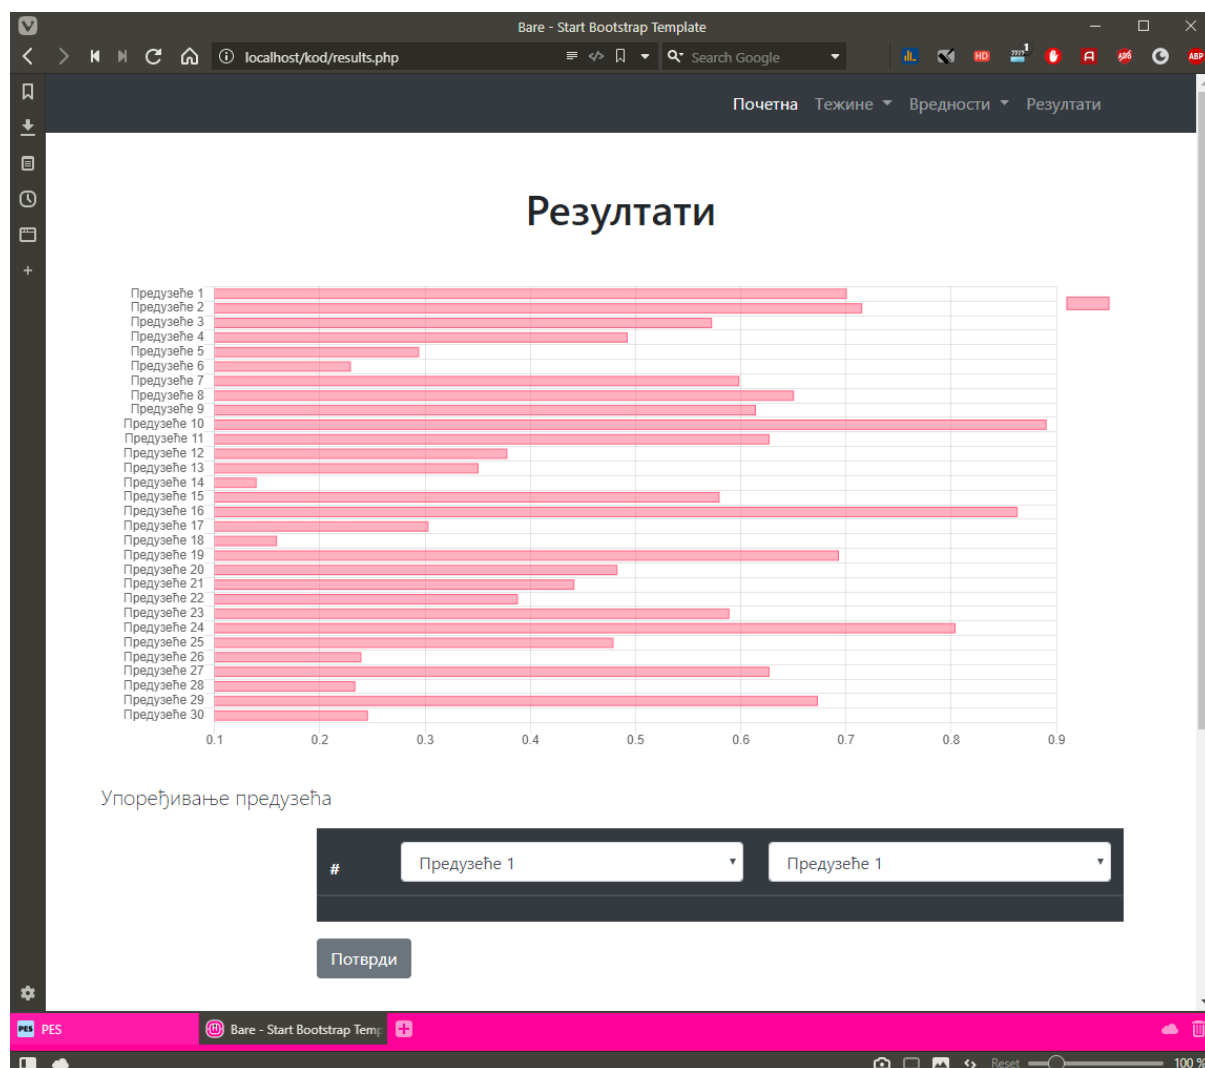 Bare - Start Bootstrap Template
localhost/kod/results.php
Search Google
HD
1
ABP
Почетна Тежине Вредности Резултати
Резултати
Предузеће 1
Предузеће 2
Предузеће 3
Предузеће 4
Предузеће 5
Предузеће 6
Предузеће 7
Предузеће 8
Предузеће 9
Предузеће 10
Предузеће 11
Предузеће 12
Предузеће 13
Предузеће 14
Предузеће 15
Предузеће 16
Предузеће 17
Предузеће 18
Предузеће 19
Предузеће 20
Предузеће 21
Предузеће 22
Предузеће 23
Предузеће 24
Предузеће 25
Предузеће 26
Предузеће 27
Предузеће 28
Предузеће 29
Предузеће 30
0.1 0.2 0.3 0.4 0.5 0.6 0.7 0.8 0.9
Упоређивање предузећа
# Предузеће 1 Предузеће 1
Потврди
PES PES
Bare - Start Bootstrap Temp
Reset 100 %